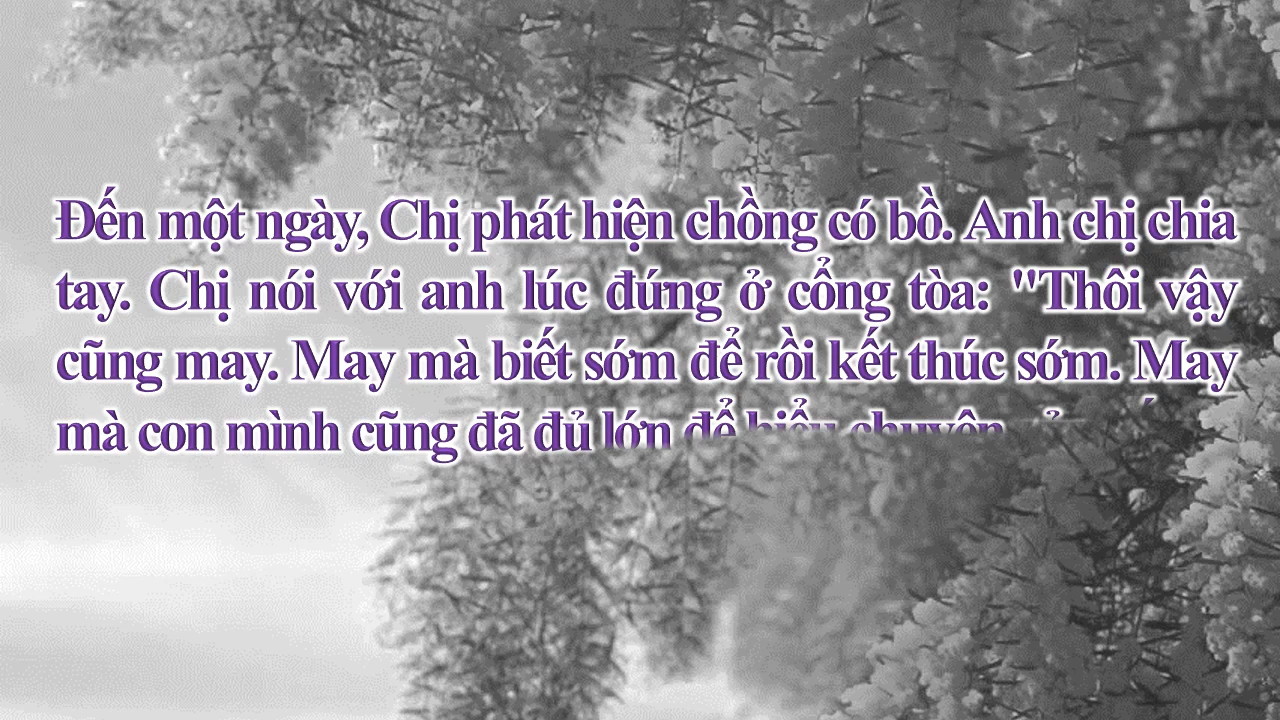 Đến một ngày, Chị phát hiện chồng có bồ. Anh chị chia
tay. Chị nói với anh lúc đứng ở cổng tòa: "Thôi vậy
cũng may. May mà biết sớm để rồi kết thúc sớm. May
mà con mình cũng đã đủ lớn để hiểu chuyện